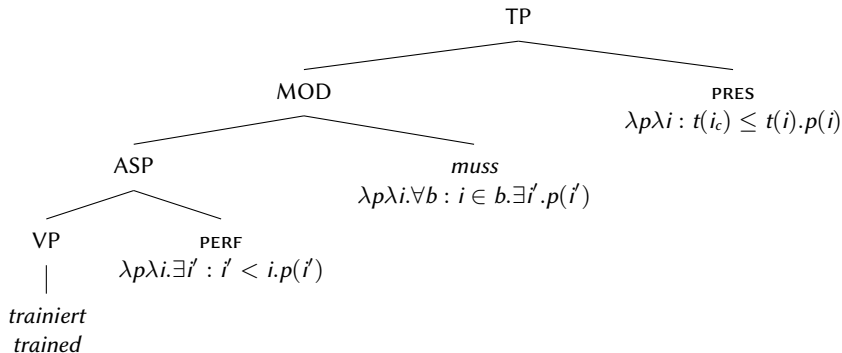 TP
MOD
PRES
λpλi : t(i_c) ≤ t(i).p(i)
ASP
muss
λpλi.∀b : i ∈ b.∃i′.p(i′)
VP
PERF
λpλi.∃i′ : i′ < i.p(i′)
trainiert
trained